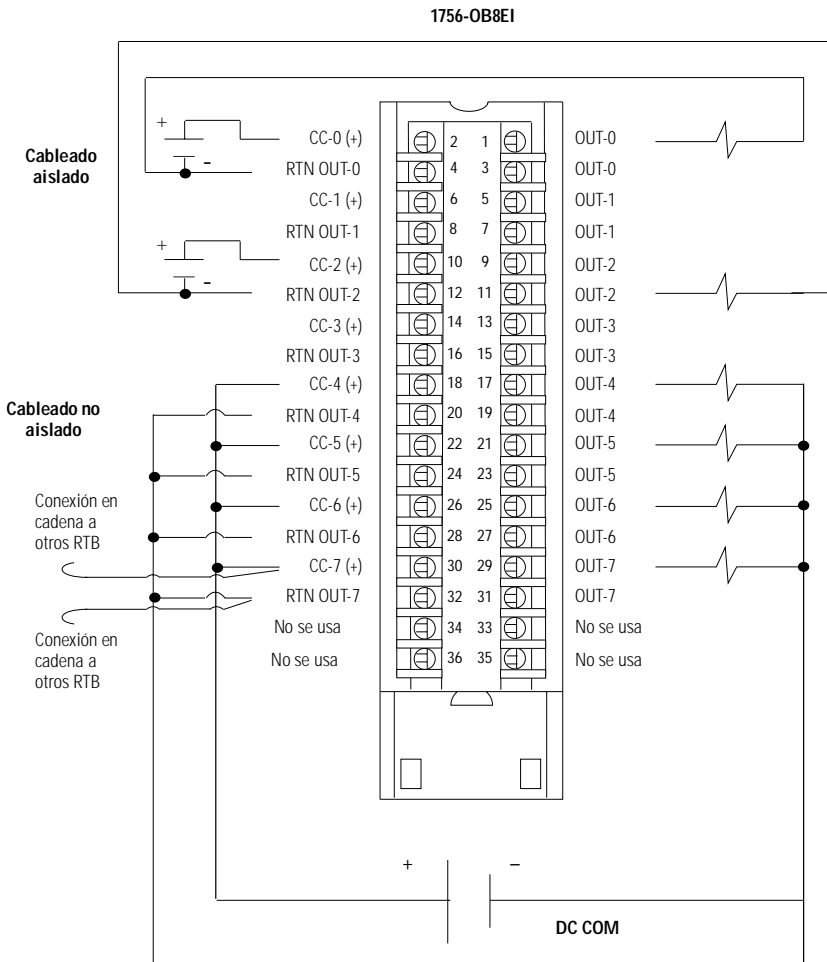 1756-OB8EI
Cableado
aislado
+
-
+
-
CC-0 (+) 2 1 OUT-0
RTN OUT-0 4 3 OUT-0
CC-1 (+) 6 5 OUT-1
RTN OUT-1 8 7 OUT-1
CC-2 (+) 10 9 OUT-2
RTN OUT-2 12 11 OUT-2
CC-3 (+) 14 13 OUT-3
RTN OUT-3 16 15 OUT-3
CC-4 (+) 18 17 OUT-4
RTN OUT-4 20 19 OUT-4
CC-5 (+) 22 21 OUT-5
RTN OUT-5 24 23 OUT-5
CC-6 (+) 26 25 OUT-6
RTN OUT-6 28 27 OUT-6
CC-7 (+) 30 29 OUT-7
RTN OUT-7 32 31 OUT-7
No se usa 34 33 No se usa
No se usa 36 35 No se usa
Cableado no
aislado
Conexión en
cadena a
otros RTB
Conexión en
cadena a
otros RTB
+ –
DC COM